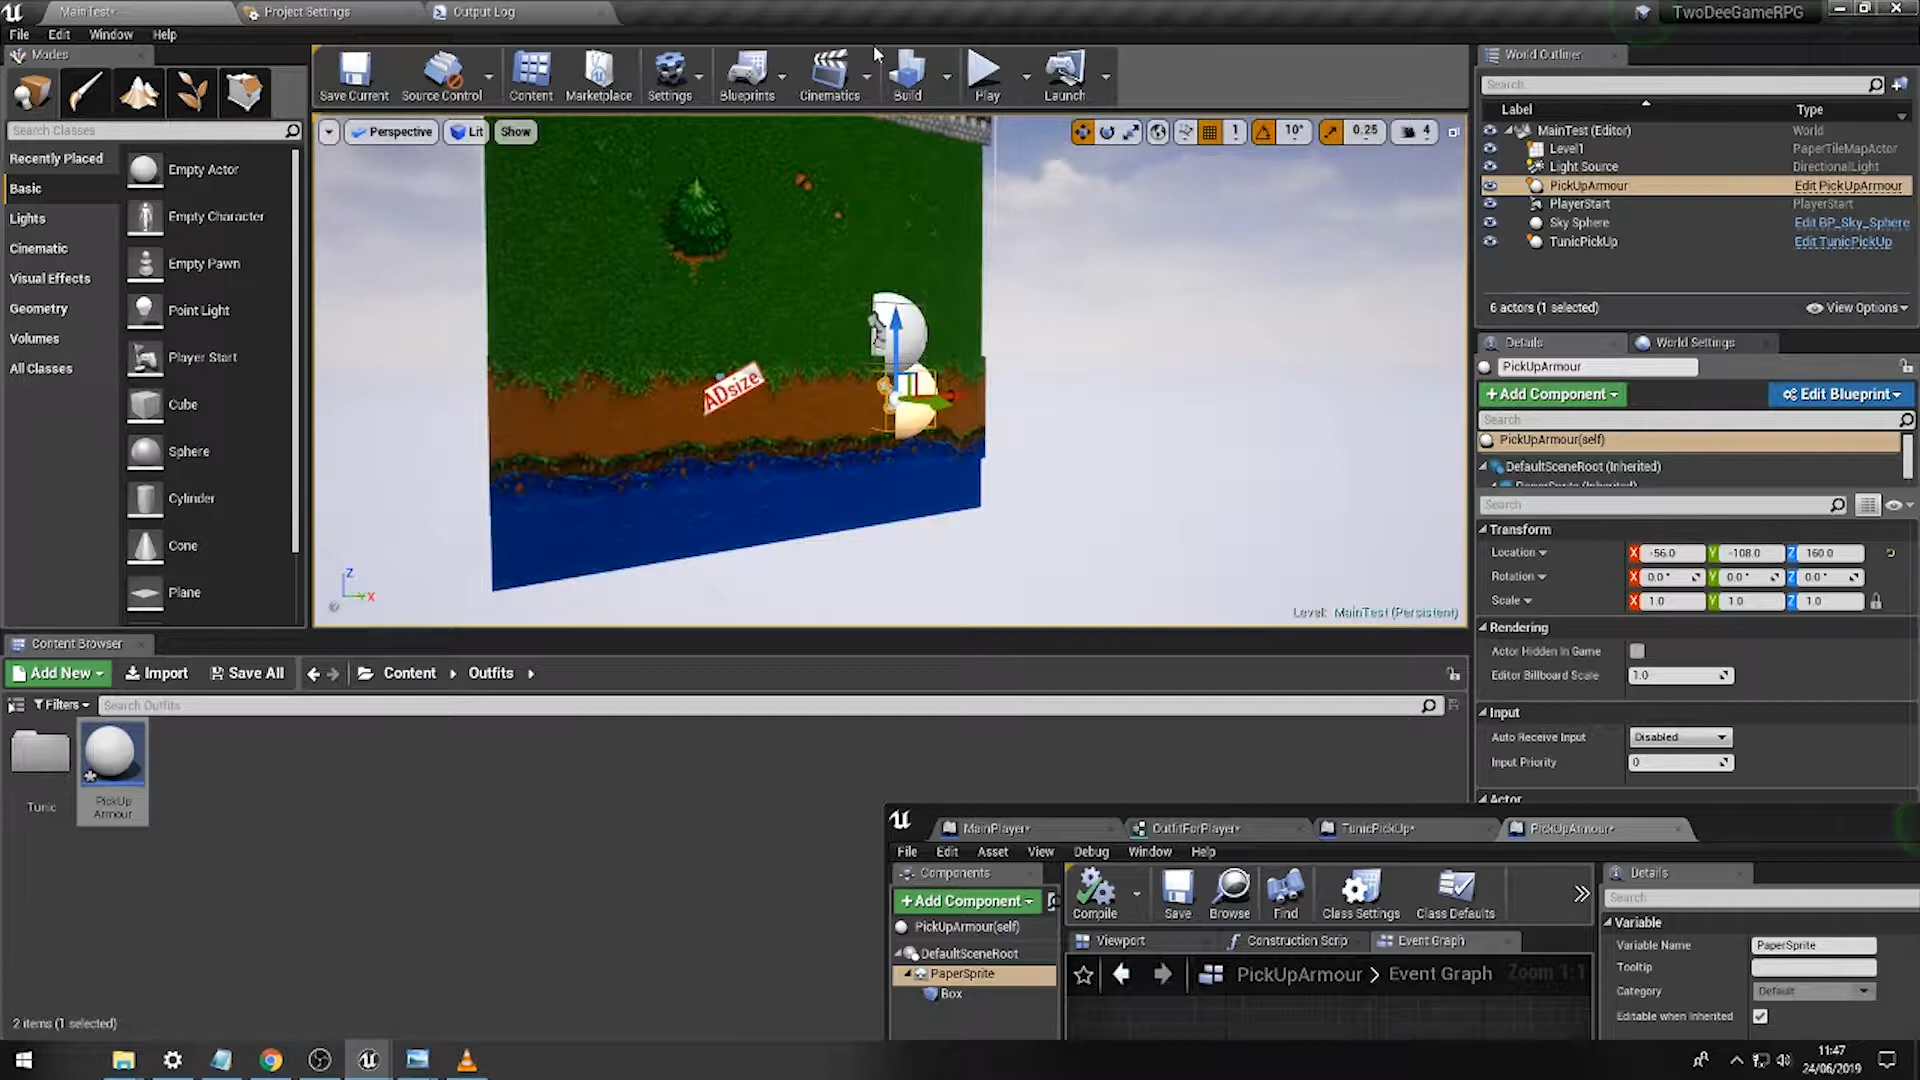 MainTest*
Project Settings
Output Log
TwoDeeGameRPG
File Edit Window Help
Modes
Save Current
Source Control
Content
Marketplace
Settings
Blueprints
Cinematics
Build
Play
Launch
Search Classes
Recently Placed
Basic
Lights
Cinematic
Visual Effects
Geometry
Volumes
All Classes
Empty Actor
Empty Character
Empty Pawn
Point Light
Player Start
Cube
Sphere
Cylinder
Cone
Plane
Perspective
Lit
Show
1
10°
0.25
4
ADsize
Z
X
Level: MainTest (Persistent)
World Outliner
Search...
Label Type
MainTest (Editor) World
Level1 PaperTileMapActor
Light Source DirectionalLight
PickUpArmour Edit PickUpArmour
PlayerStart PlayerStart
Sky Sphere Edit BP_Sky_Sphere
TunicPickUp Edit TunicPickUp
6 actors (1 selected)
View Options
Details
World Settings
PickUpArmour
+Add Component
Edit Blueprint
Search
PickUpArmour(self)
DefaultSceneRoot (Inherited)
PaperSprite (Inherited)
Search
Transform
Location X -56.0 Y -108.0 Z 160.0
Rotation X 0.0° Y 0.0° Z 0.0°
Scale X 1.0 Y 1.0 Z 1.0
Rendering
Actor Hidden In Game
Editor Billboard Scale 1.0
Input
Auto Receive Input Disabled
Input Priority 0
Actor
Content Browser
Add New
Import
Save All
Content
Outfits
Filters
Search Outfits
Tunic
PickUp
Armour
2 items (1 selected)
MainPlayer*
OutfitForPlayer*
TunicPickUp*
PickUpArmour*
File Edit Asset View Debug Window Help
Components
+Add Component
PickUpArmour(self)
DefaultSceneRoot
PaperSprite
Box
Compile
Save
Browse
Find
Class Settings
Class Defaults
Viewport
Construction Scrip
Event Graph
PickUpArmour > Event Graph
Zoom 1:1
Details
Search
Variable
Variable Name PaperSprite
Tooltip
Category Default
Editable when Inherited
11:47
24/06/2019